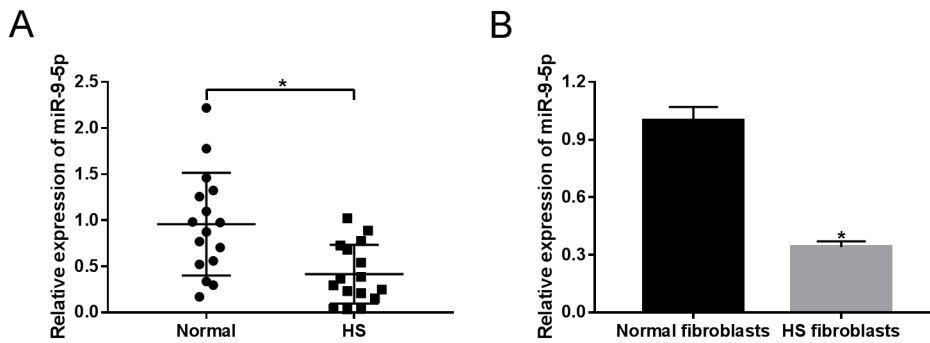 A
Relative expression of miR-9-5p
2.5
2.0
1.5
1.0
0.5
0.0
*
Normal
HS
B
Relative expression of miR-9-5p
1.2
0.9
0.6
0.3
0.0
*
Normal fibroblasts
HS fibroblasts